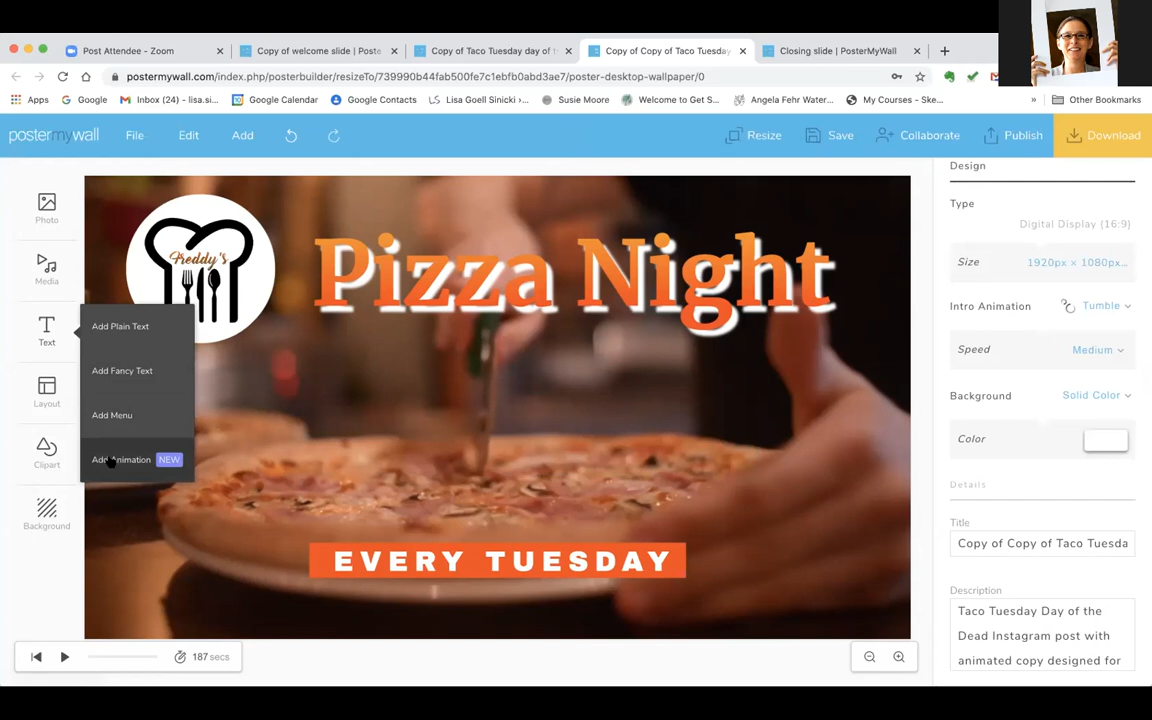 Post Attendee - Zoom
Copy of welcome slide | Poste
Copy of Taco Tuesday day of t
Copy of Copy of Taco Tuesday
Closing slide | PosterMyWall
postermywall.com/index.php/posterbuilder/resizeTo/739990b44fab500fe7c1ebfb0abd3ae7/poster-desktop-wallpaper/0
Apps
Google
Inbox (24) - lisa.si...
Google Calendar
Google Contacts
LS Lisa Goell Sinicki ›...
Susie Moore
Welcome to Get S...
Angela Fehr Water...
My Courses - Ske...
»
Other Bookmarks
postermywall
File
Edit
Add
Resize
Save
Collaborate
Publish
Download
Photo
Media
Text
Layout
Clipart
Background
Add Plain Text
Add Fancy Text
Add Menu
Add Animation NEW
Freddy's
Pizza Night
EVERY TUESDAY
187 secs
Design
Type
Digital Display (16:9)
Size 1920px × 1080px...
Intro Animation Tumble
Speed Medium
Background Solid Color
Color
Details
Title
Copy of Copy of Taco Tuesda
Description
Taco Tuesday Day of the
Dead Instagram post with
animated copy designed for